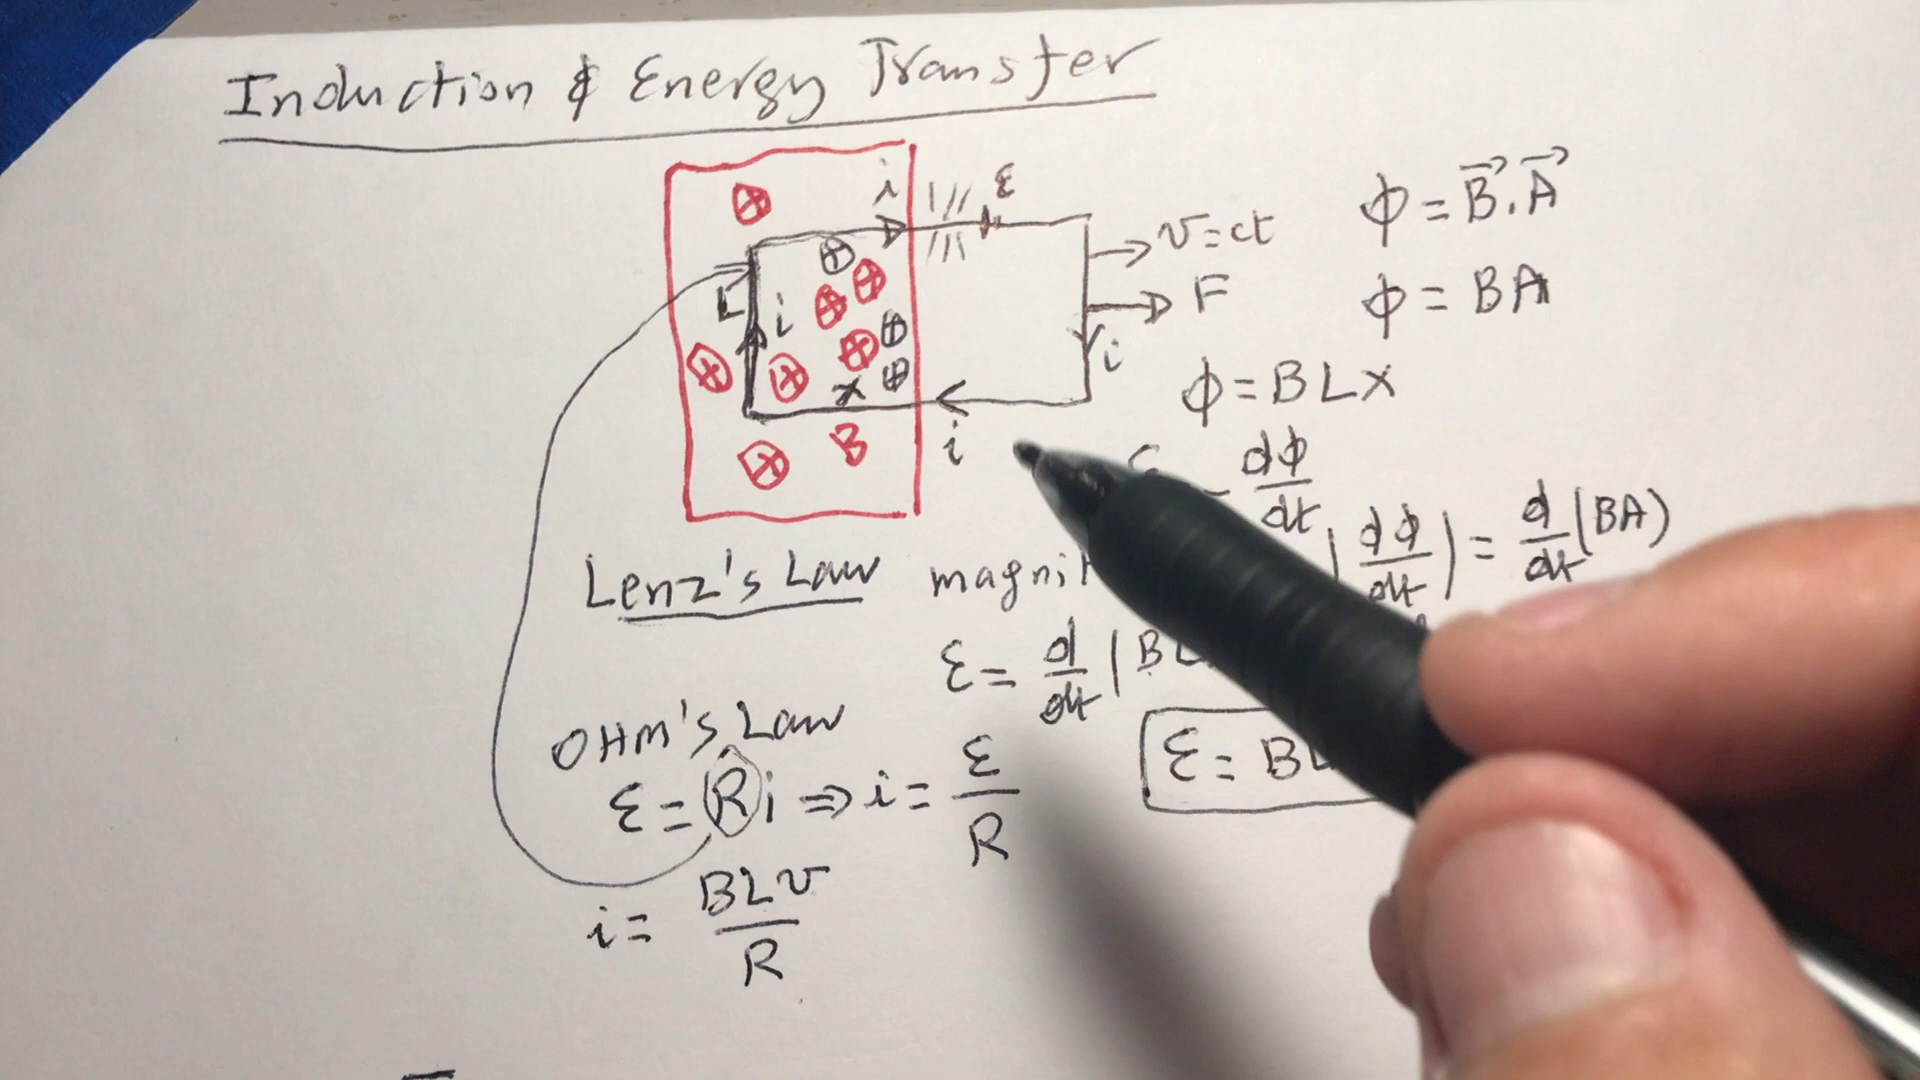 Induction & Energy Transfer
i
ε
v=ct
L
i
F
i
x
B
i
ϕ = B⃗.A⃗
ϕ = BA
ϕ = BLX
dϕ/dt
|dϕ/dt| = d/dt(BA)
Lenz's Law
ε = d/dt (BL
ε = BL
OHm's Law
ε = Ri ⇒ i = ε/R
i = BLv/R